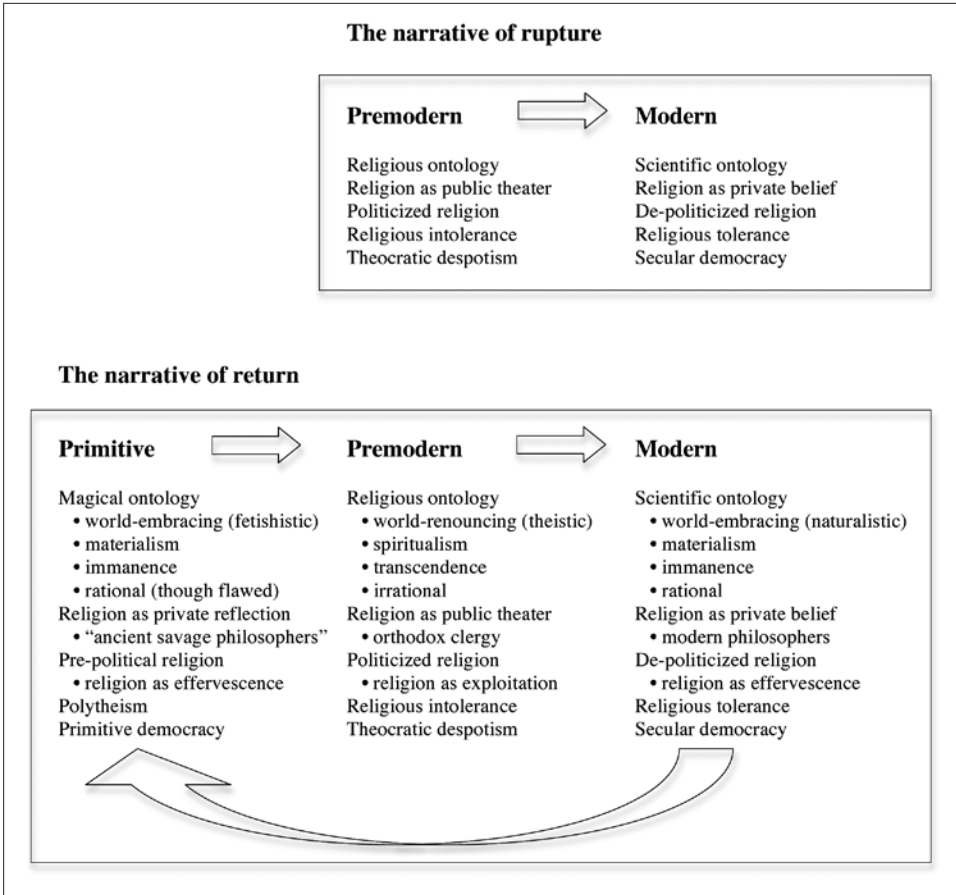 The narrative of rupture
Premodern
Religious ontology
Religion as public theater
Politicized religion
Religious intolerance
Theocratic despotism
Modern
Scientific ontology
Religion as private belief
De-politicized religion
Religious tolerance
Secular democracy
The narrative of return
Primitive
Magical ontology
• world-embracing (fetishistic)
• materialism
• immanence
• rational (though flawed)
Religion as private reflection
• “ancient savage philosophers”
Pre-political religion
• religion as effervescence
Polytheism
Primitive democracy
Premodern
Religious ontology
• world-renouncing (theistic)
• spiritualism
• transcendence
• irrational
Religion as public theater
• orthodox clergy
Politicized religion
• religion as exploitation
Religious intolerance
Theocratic despotism
Modern
Scientific ontology
• world-embracing (naturalistic)
• materialism
• immanence
• rational
Religion as private belief
• modern philosophers
De-politicized religion
• religion as effervescence
Religious tolerance
Secular democracy